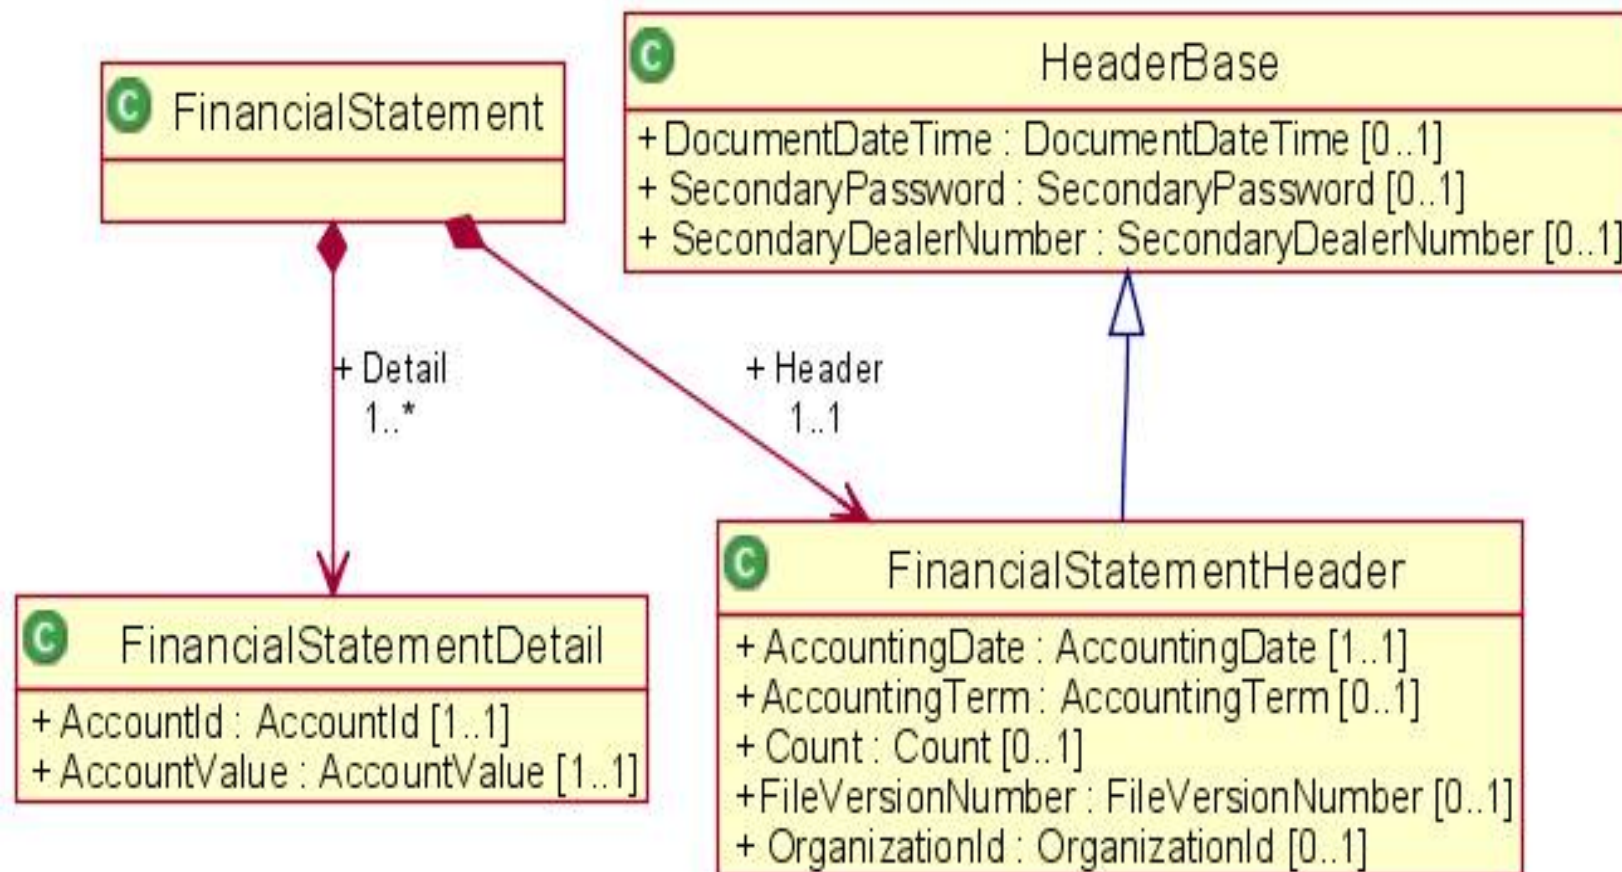 C FinancialStatement
C HeaderBase
+ DocumentDateTime : DocumentDateTime [0..1]
+ SecondaryPassword : SecondaryPassword [0..1]
+ SecondaryDealerNumber : SecondaryDealerNumber [0..1]
+ Detail
1..*
+ Header
1..1
C FinancialStatementDetail
+ AccountId : AccountId [1..1]
+ AccountValue : AccountValue [1..1]
C FinancialStatementHeader
+ AccountingDate : AccountingDate [1..1]
+ AccountingTerm : AccountingTerm [0..1]
+ Count : Count [0..1]
+ FileVersionNumber : FileVersionNumber [0..1]
+ OrganizationId : OrganizationId [0..1]